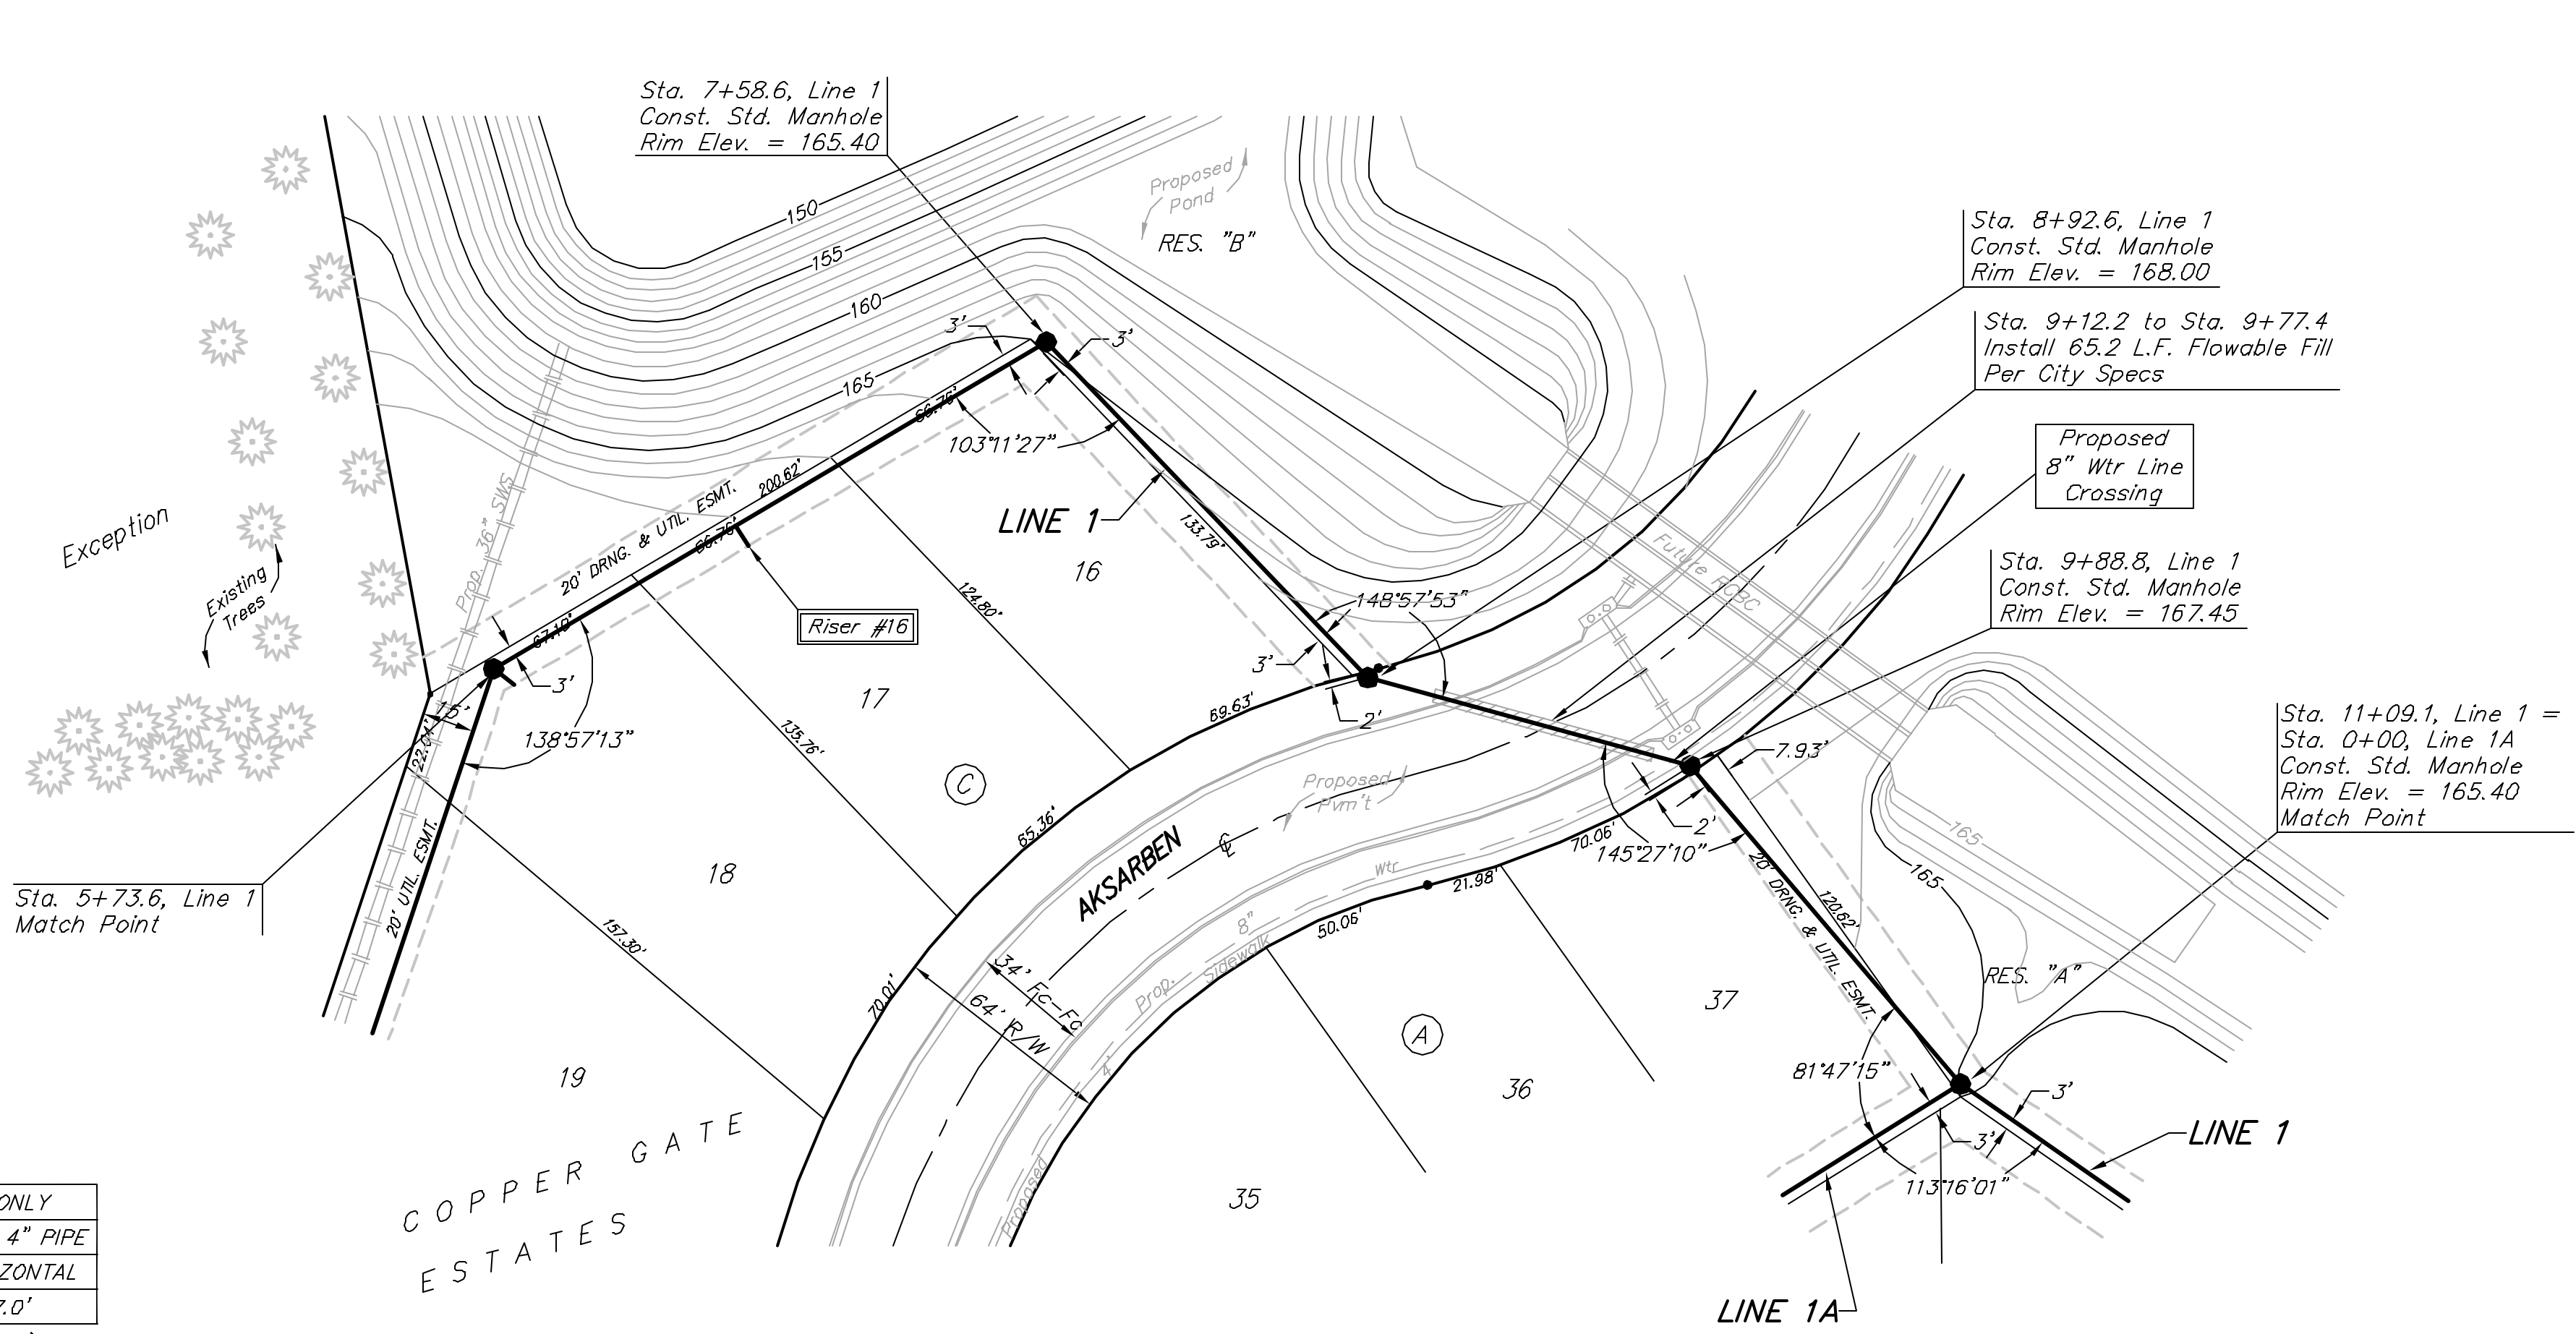 Sta. 7+58.6, Line 1
Const. Std. Manhole
Rim Elev. = 165.40
Proposed
Pond
RES. "B"
150
155
160
165
Sta. 8+92.6, Line 1
Const. Std. Manhole
Rim Elev. = 168.00
Sta. 9+12.2 to Sta. 9+77.4
Install 65.2 L.F. Flowable Fill
Per City Specs
Proposed
8" Wtr Line
Crossing
Sta. 9+88.8, Line 1
Const. Std. Manhole
Rim Elev. = 167.45
Sta. 11+09.1, Line 1 =
Sta. 0+00, Line 1A
Const. Std. Manhole
Rim Elev. = 165.40
Match Point
3'
3'
66.76'
103°11'27"
200.62'
20' DRNG. & UTIL. ESMT.
66.76'
LINE 1
133.79'
16
124.80'
Riser #16
Exception
Existing
Trees
Prop. 36" SWS
67.10'
3'
15'
22.04'
138°57'13"
17
135.76'
69.63'
3'
2'
148°57'53"
Future RCBC
7.93'
C
65.36'
Proposed
Pvm't
2'
145°27'10"
70.06'
21.98'
50.06'
Wtr
8"
Prop.
Sidewalk
4'
Proposed
AKSARBEN
℄
18
157.30'
70.01'
34' Fc-Fc
64' R/W
20' UTIL. ESMT.
Sta. 5+73.6, Line 1
Match Point
19
COPPER GATE
ESTATES
20' DRNG. & UTIL. ESMT.
120.62'
165
165
RES. "A"
37
A
36
35
81°47'15"
3'
3'
113°16'01"
LINE 1
LINE 1A
ONLY
4" PIPE
ZONTAL
7.0'